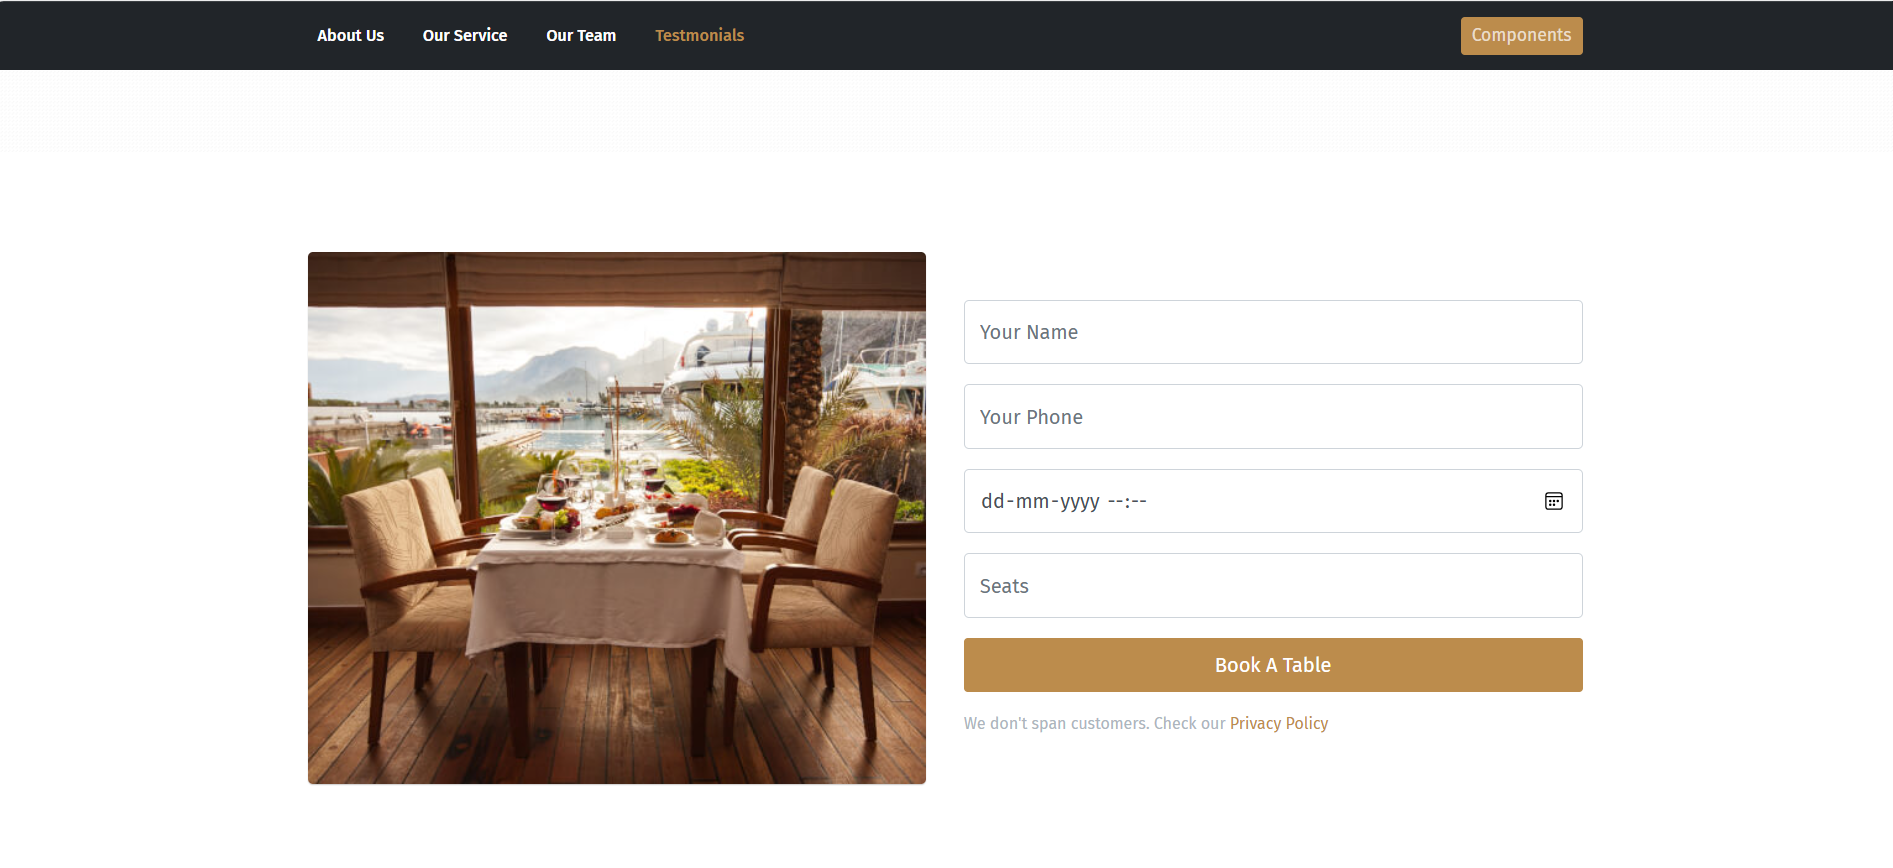 About Us Our Service Our Team Testmonials Components
Your Name
Your Phone
dd-mm-yyyy --:--
Seats
Book A Table
We don't span customers. Check our Privacy Policy